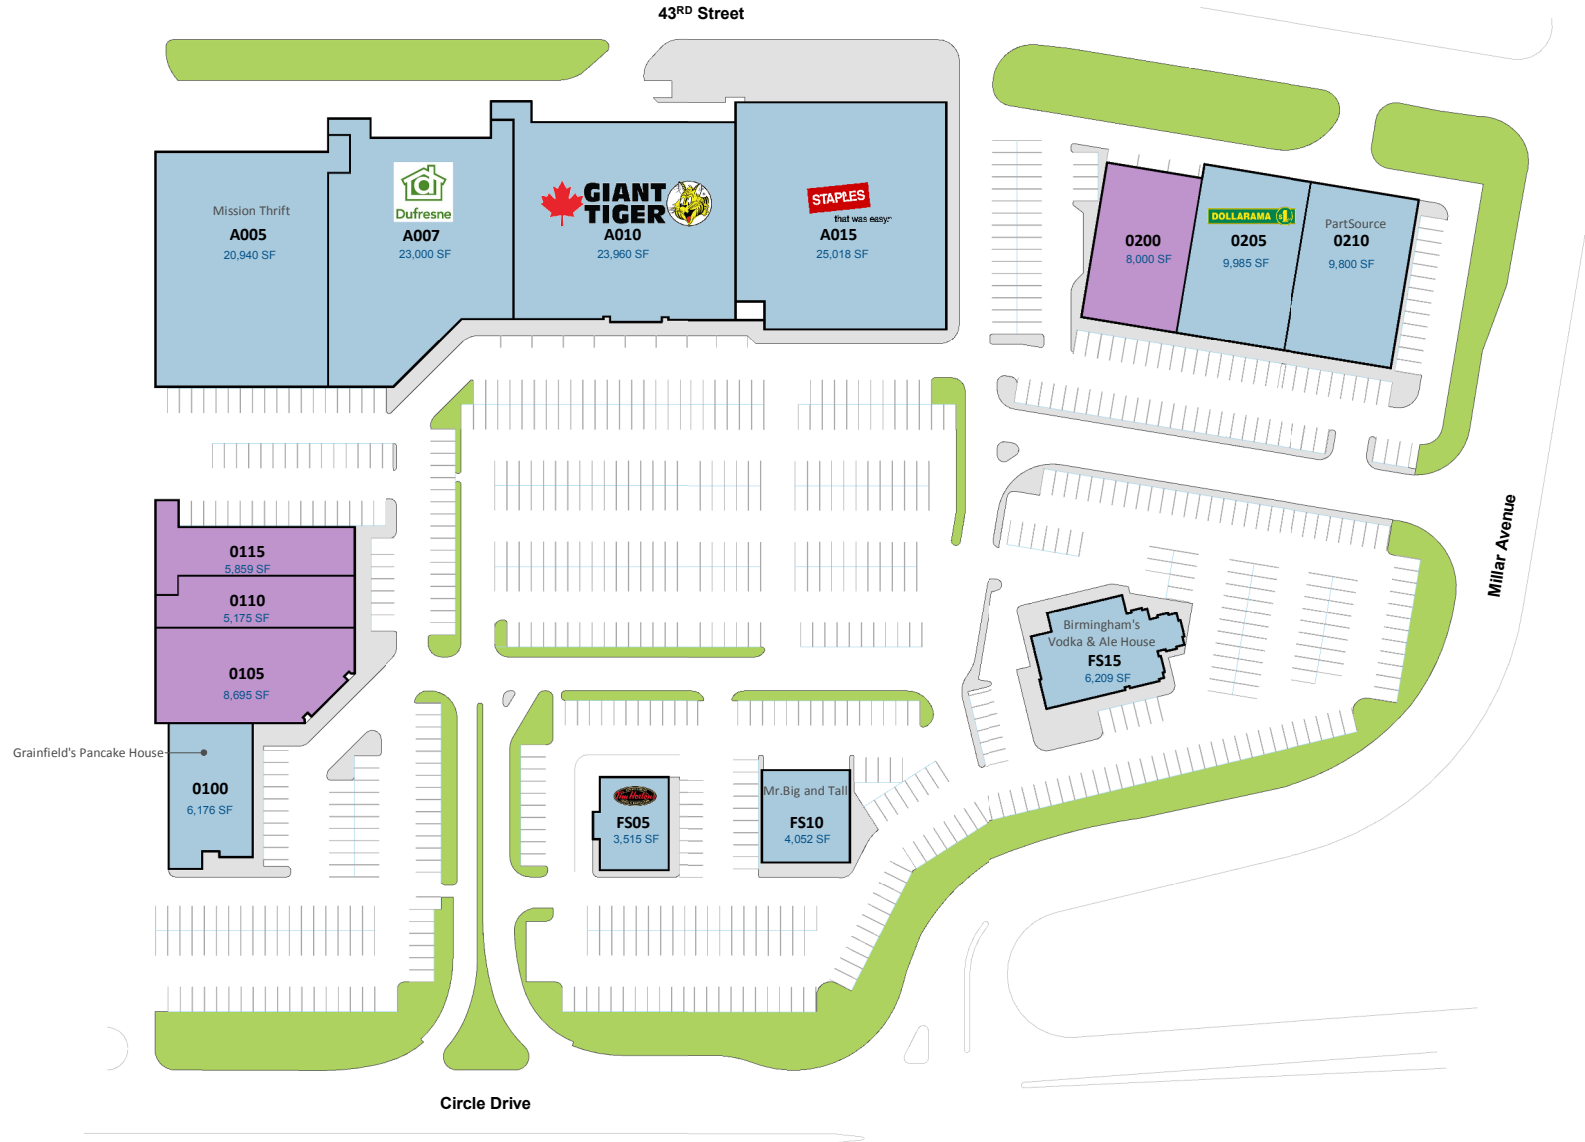 43RD Street
Mission Thrift
A005
20,940 SF
Dufresne
A007
23,000 SF
GIANT
TIGER
A010
23,960 SF
STAPLES
that was easy.
A015
25,018 SF
0200
8,000 SF
DOLLARAMA $1
0205
9,985 SF
PartSource
0210
9,800 SF
Millar Avenue
0115
5,859 SF
0110
5,175 SF
0105
8,695 SF
Grainfield's Pancake House
0100
6,176 SF
Birmingham's
Vodka & Ale House
FS15
6,209 SF
Tim Hortons
FS05
3,515 SF
Mr.Big and Tall
FS10
4,052 SF
Circle Drive